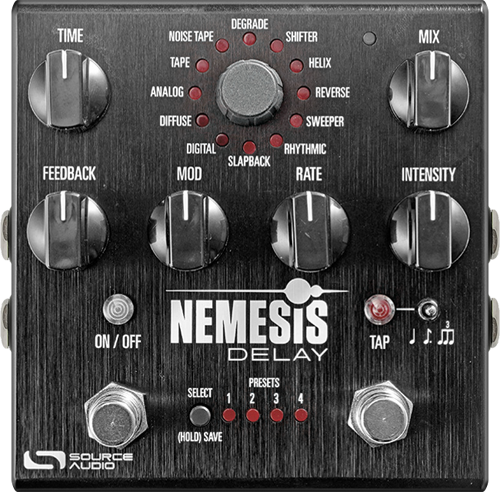 TIME
DEGRADE
NOISE TAPE
SHIFTER
MIX
TAPE
HELIX
ANALOG
REVERSE
DIFFUSE
SWEEPER
DIGITAL
RHYTHMIC
SLAPBACK
FEEDBACK
MOD
RATE
INTENSITY
NEMESIS
DELAY
ON / OFF
TAP
3
PRESETS
SELECT
1 2 3 4
(HOLD) SAVE
SOURCE
AUDIO